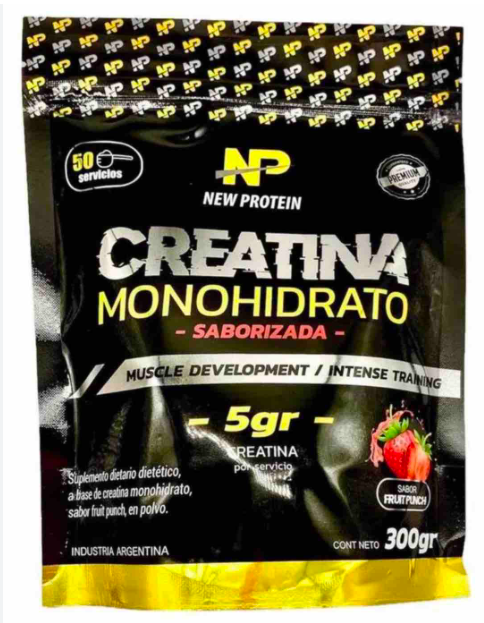 50
servicios
NP
NEW PROTEIN
PREMIUM
CREATINA
MONOHIDRATO
- SABORIZADA -
MUSCLE DEVELOPMENT / INTENSE TRAINING
- 5gr -
CREATINA
por servicio
Suplemento dietario dietético,
a base de creatina monohidrato,
sabor fruit punch, en polvo.
SABOR
FRUIT PUNCH
INDUSTRIA ARGENTINA
CONT NETO 300gr